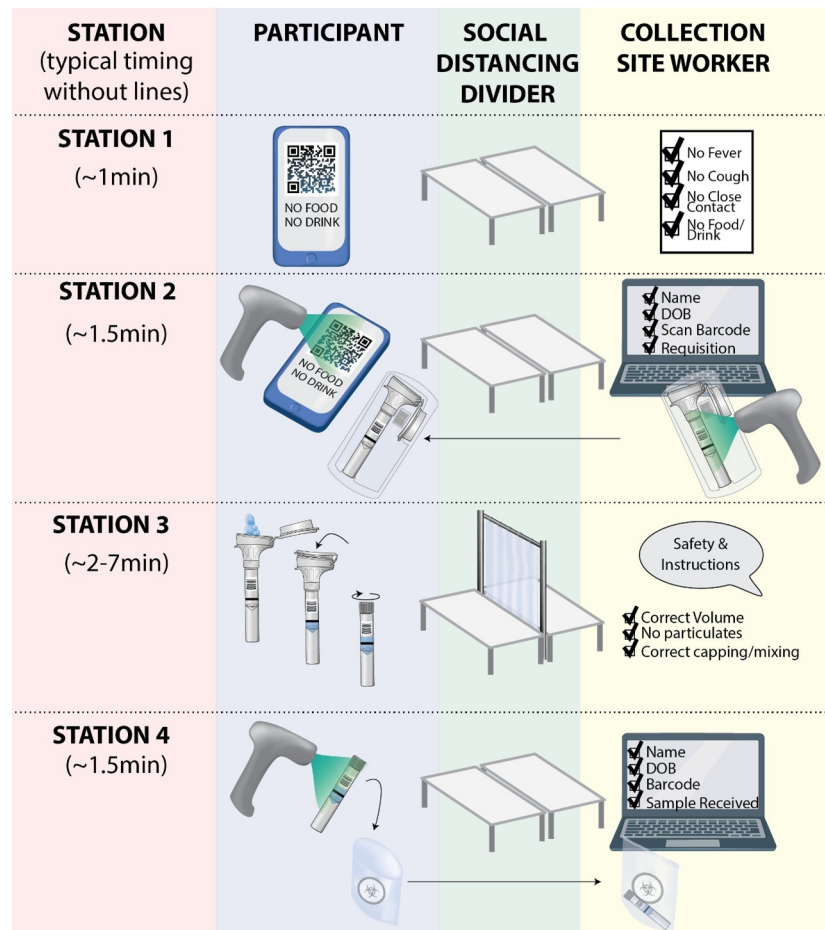 STATION
(typical timing
without lines)
PARTICIPANT
SOCIAL
DISTANCING
DIVIDER
COLLECTION
SITE WORKER
STATION 1
(~1min)
NO FOOD
NO DRINK
No Fever
No Cough
No Close
Contact
No Food/
Drink
STATION 2
(~1.5min)
NO FOOD
NO DRINK
Name
DOB
Scan Barcode
Requisition
STATION 3
(~2-7min)
Safety &
Instructions
Correct Volume
No particulates
Correct capping/mixing
STATION 4
(~1.5min)
Name
DOB
Barcode
Sample Received